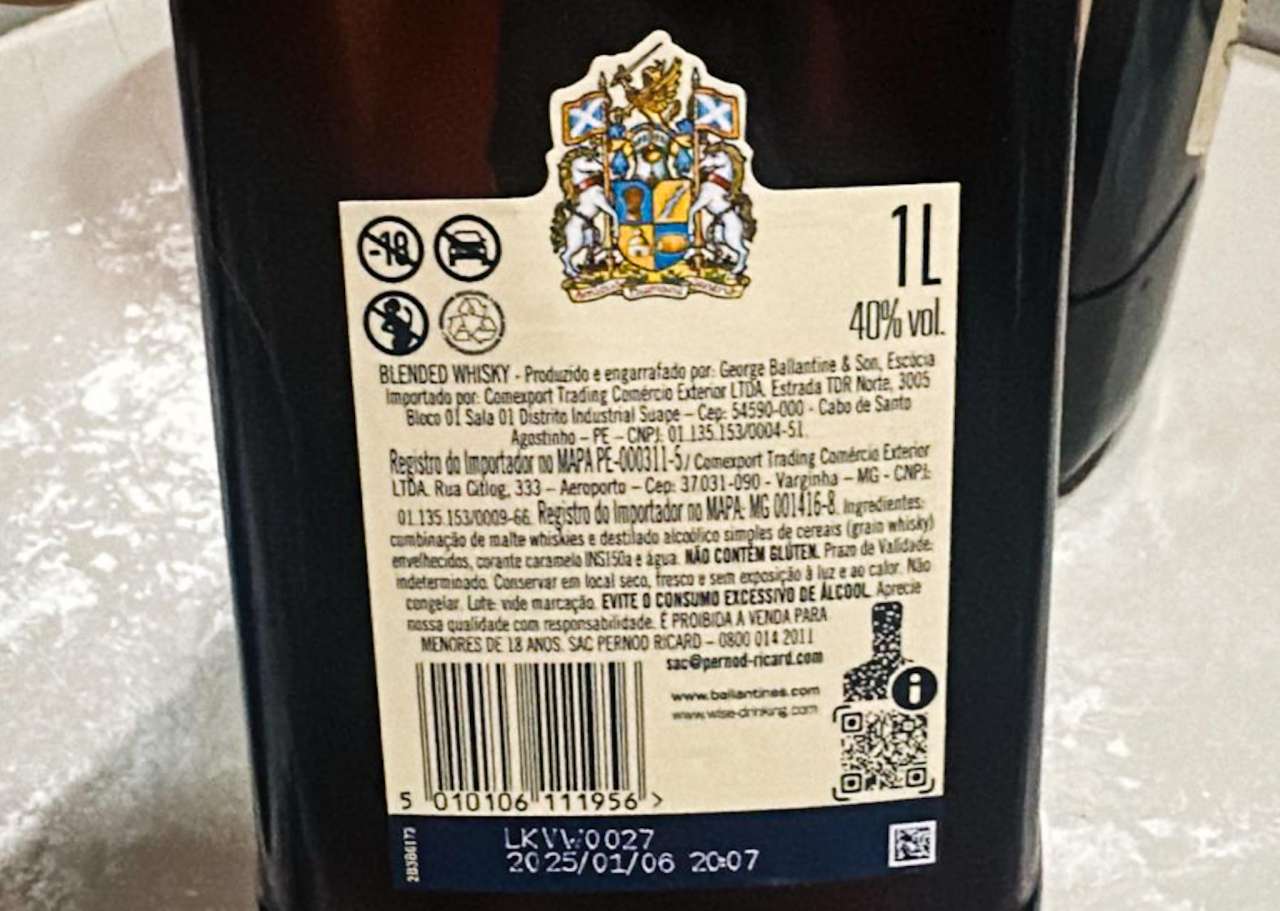 -18
1L
40% vol.
BLENDED WHISKY - Produzido e engarrafado por: George Ballantine & Son, Escócia
Importado por: Comexport Trading Comércio Exterior LTDA. Estrada TDR Norte, 3005
Bloco 01 Sala 01 Distrito Industrial Suape – Cep: 54590-000 - Cabo de Santo
Agostinho – PE – CNPJ: 01.135.153/0004-51.
Registro do Importador no MAPA PE-000311-5/ Comexport Trading Comércio Exterior
LTDA. Rua Citlog, 333 – Aeroporto – Cep: 37.031-090 - Varginha – MG - CNPJ:
01.135.153/0009-66. Registro do Importador no MAPA: MG 001416-8. Ingredientes:
combinação de malte whiskies e destilado alcoólico simples de cereais (grain whisky)
envelhecidos, corante caramelo INS150a e água. NÃO CONTÉM GLÚTEN. Prazo de Validade:
indeterminado. Conservar em local seco, fresco e sem exposição à luz e ao calor. Não
congelar. Lote: vide marcação. EVITE O CONSUMO EXCESSIVO DE ÁLCOOL. Aprecie
nossa qualidade com responsabilidade. É PROIBIDA A VENDA PARA
MENORES DE 18 ANOS. SAC PERNOD RICARD – 0800 014 2011
sac@pernod-ricard.com
www.ballantines.com
www.wise-drinking.com
5 010106 111956 >
LKVW0027
2025/01/06 20:07